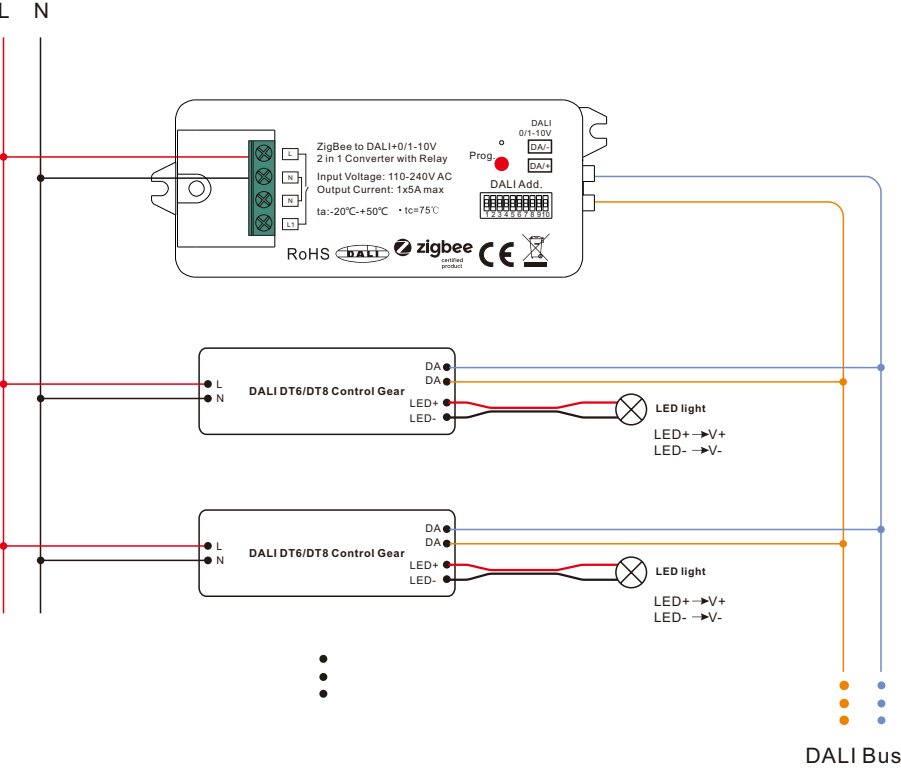 L N
ZigBee to DALI+0/1-10V
2 in 1 Converter with Relay
Input Voltage: 110-240V AC
Output Current: 1x5A max
ta:-20℃-+50℃ • tc=75℃
L
N
N
L1
Prog.
DALI
0/1-10V
DA/-
DA/+
DALI Add.
1 2 3 4 5 6 7 8 9 10
RoHS DALI zigbee CE
certified
product
DALI DT6/DT8 Control Gear
L
N
DA
DA
LED+
LED-
LED light
LED+→V+
LED- →V-
DALI DT6/DT8 Control Gear
L
N
DA
DA
LED+
LED-
LED light
LED+→V+
LED- →V-
DALI Bus